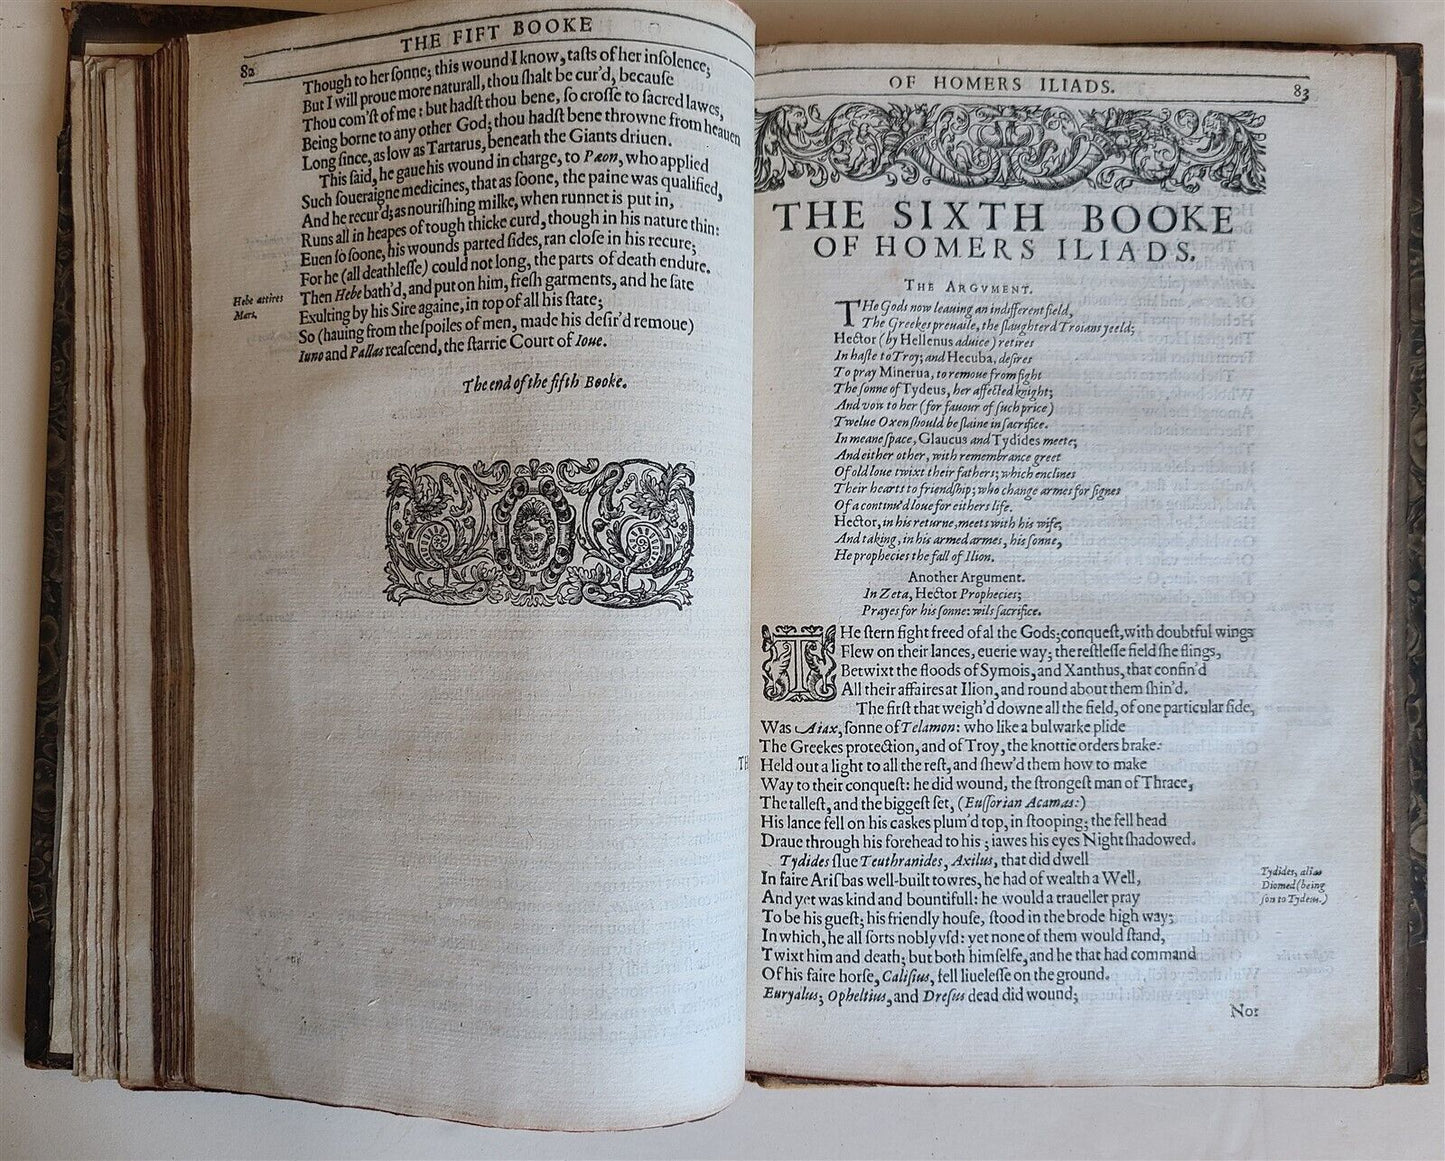 THE FIFT BOOKE
82
Though to her ſonne; this wound I know, taſts of her inſolence;
But I will proue more naturall, thou ſhalt be cur'd, becauſe
Thou com'ſt of me: but hadſt thou bene, ſo croſſe to ſacred lawes,
Being borne to any other God; thou hadſt bene throwne from heauen
Long ſince, as low as Tartarus, beneath the Giants driuen.
This ſaid, he gaue his wound in charge, to Pæon, who applied
Such ſoueraigne medicines, that as ſoone, the paine was qualified,
And he recur'd; as nouriſhing milke, when runnet is put in,
Runs all in heapes of tough thicke curd, though in his nature thin:
Euen ſo ſoone, his wounds parted ſides, ran cloſe in his recure;
For he (all deathleſſe) could not long, the parts of death endure.
Hebe attires
Mars.
Then Hebe bath'd, and put on him, freſh garments, and he ſate
Exulting by his Sire againe, in top of all his ſtate;
So (hauing from the ſpoiles of men, made his deſir'd remoue)
Iuno and Pallas reaſcend, the ſtarrie Court of Ioue.
The end of the fifth Booke.
TH
OF HOMERS ILIADS.
83
THE SIXTH BOOKE
OF HOMERS ILIADS.
THE ARGVMENT.
THe Gods now leauing an indifferent field,
The Greekes preuaile, the ſlaughterd Troians yeeld;
Hector (by Hellenus aduice) retires
In haſte to Troy; and Hecuba, deſires
To pray Minerua, to remoue from fight
The ſonne of Tydeus, her affected knight;
And vow to her (for fauour of ſuch price)
Twelue Oxen ſhould be ſlaine in ſacrifice.
In meane ſpace, Glaucus and Tydides meete;
And either other, with remembrance greet
Of old loue twixt their fathers; which enclines
Their hearts to friendſhip; who change armes for ſignes
Of a continu'd loue for eithers life.
Hector, in his returne, meets with his wife;
And taking, in his armed armes, his ſonne,
He prophecies the fall of Ilion.
Another Argument.
In Zeta, Hector Prophecies;
Prayes for his ſonne: wils ſacrifice.
THe ſtern fight freed of al the Gods; conqueſt, with doubtful wings
Flew on their lances, euerie way; the reſtleſſe field ſhe flings,
Betwixt the floods of Symois, and Xanthus, that confin'd
All their affaires at Ilion, and round about them ſhin'd.
The firſt that weigh'd downe all the field, of one particular ſide,
Was Aiax, ſonne of Telamon: who like a bulwarke plide
The Greekes protection, and of Troy, the knottie orders brake:
Held out a light to all the reſt, and ſhew'd them how to make
Way to their conqueſt: he did wound, the ſtrongeſt man of Thrace,
The talleſt, and the biggeſt ſet, (Euſſorian Acamas:)
His lance fell on his caskes plum'd top, in ſtooping; the fell head
Draue through his forehead to his; iawes his eyes Night ſhadowed.
Tydides ſlue Teuthranides, Axilus, that did dwell
In faire Ariſbas well-built towres, he had of wealth a Well,
And yet was kind and bountifull: he would a traueller pray
To be his gueſt; his friendly houſe, ſtood in the brode high way;
In which, he all ſorts nobly vſd: yet none of them would ſtand,
Twixt him and death; but both himſelfe, and he that had command
Of his faire horſe, Caliſius, fell liueleſſe on the ground.
Euryalus; Opheltius, and Dreſus dead did wound;
Tydides, aliàs
Diomed (being
ſon to Tydeus.)
Nor